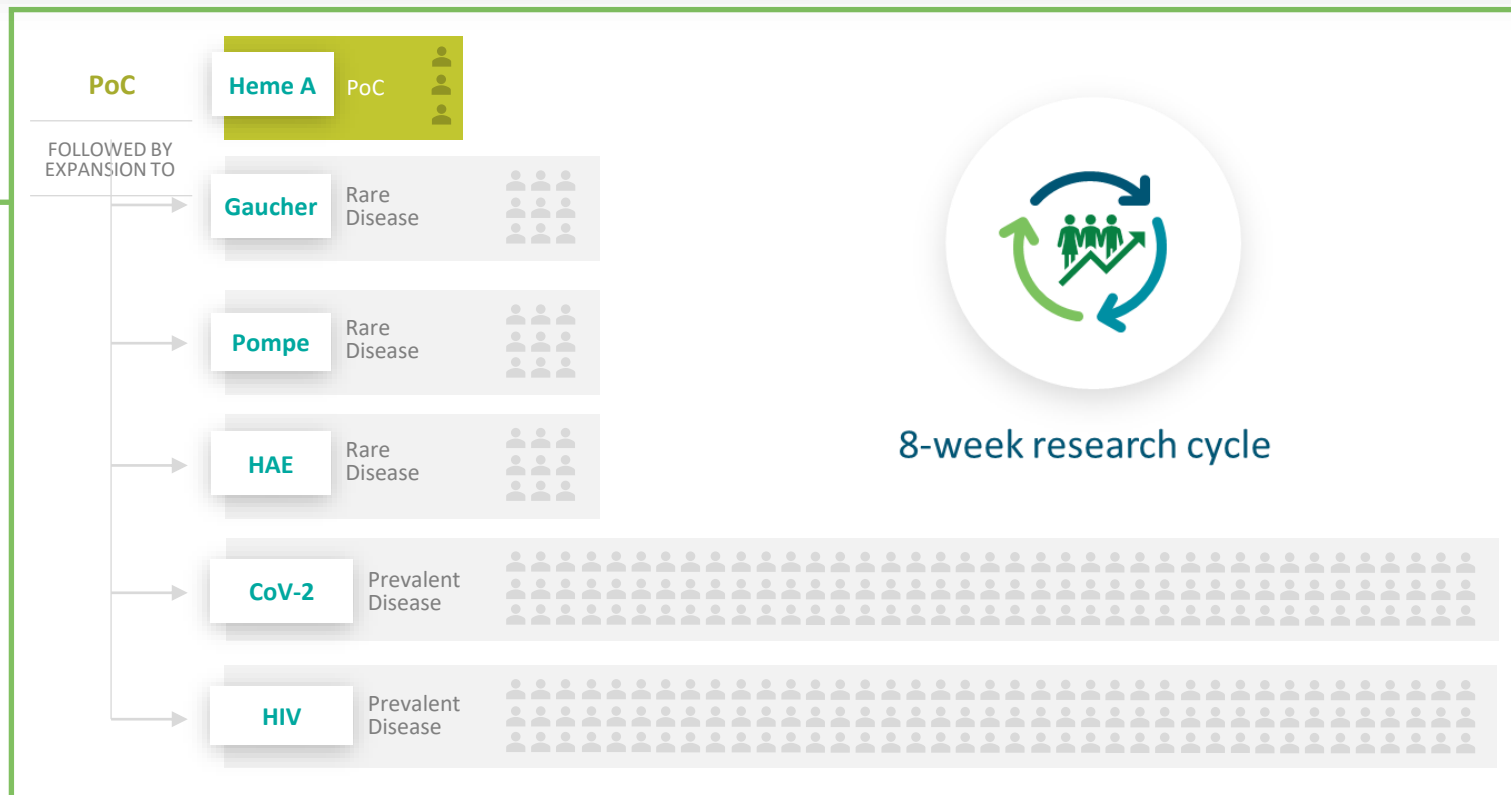 PoC
FOLLOWED BY
EXPANSION TO
Heme A
PoC
Gaucher
Rare
Disease
Pompe
Rare
Disease
HAE
Rare
Disease
CoV-2
Prevalent
Disease
HIV
Prevalent
Disease
8-week research cycle